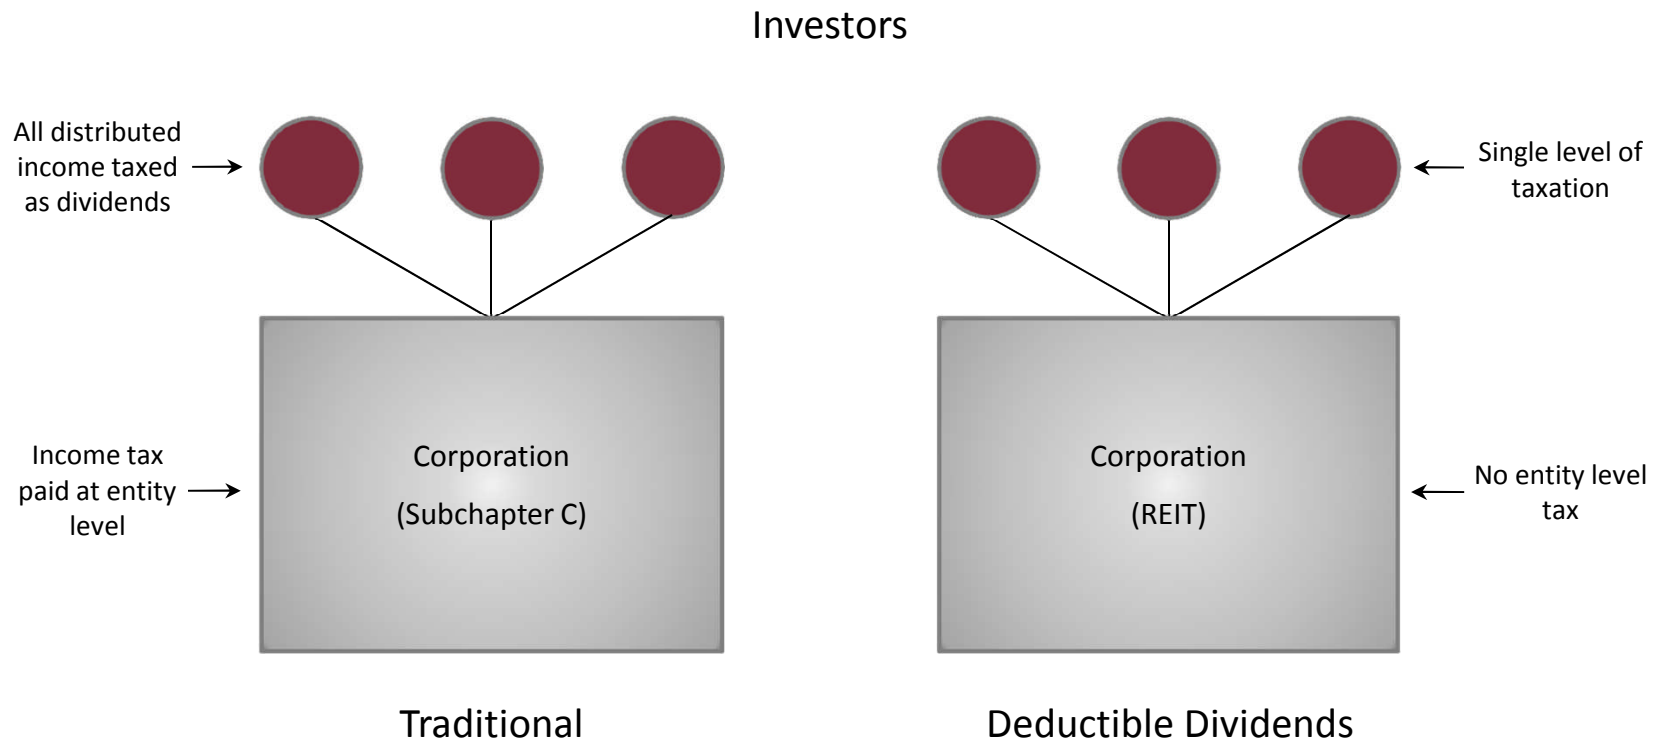 Investors
All distributed
income taxed
as dividends
Single level of
taxation
Income tax
paid at entity
level
Corporation
(Subchapter C)
Corporation
(REIT)
No entity level
tax
Traditional
Deductible Dividends